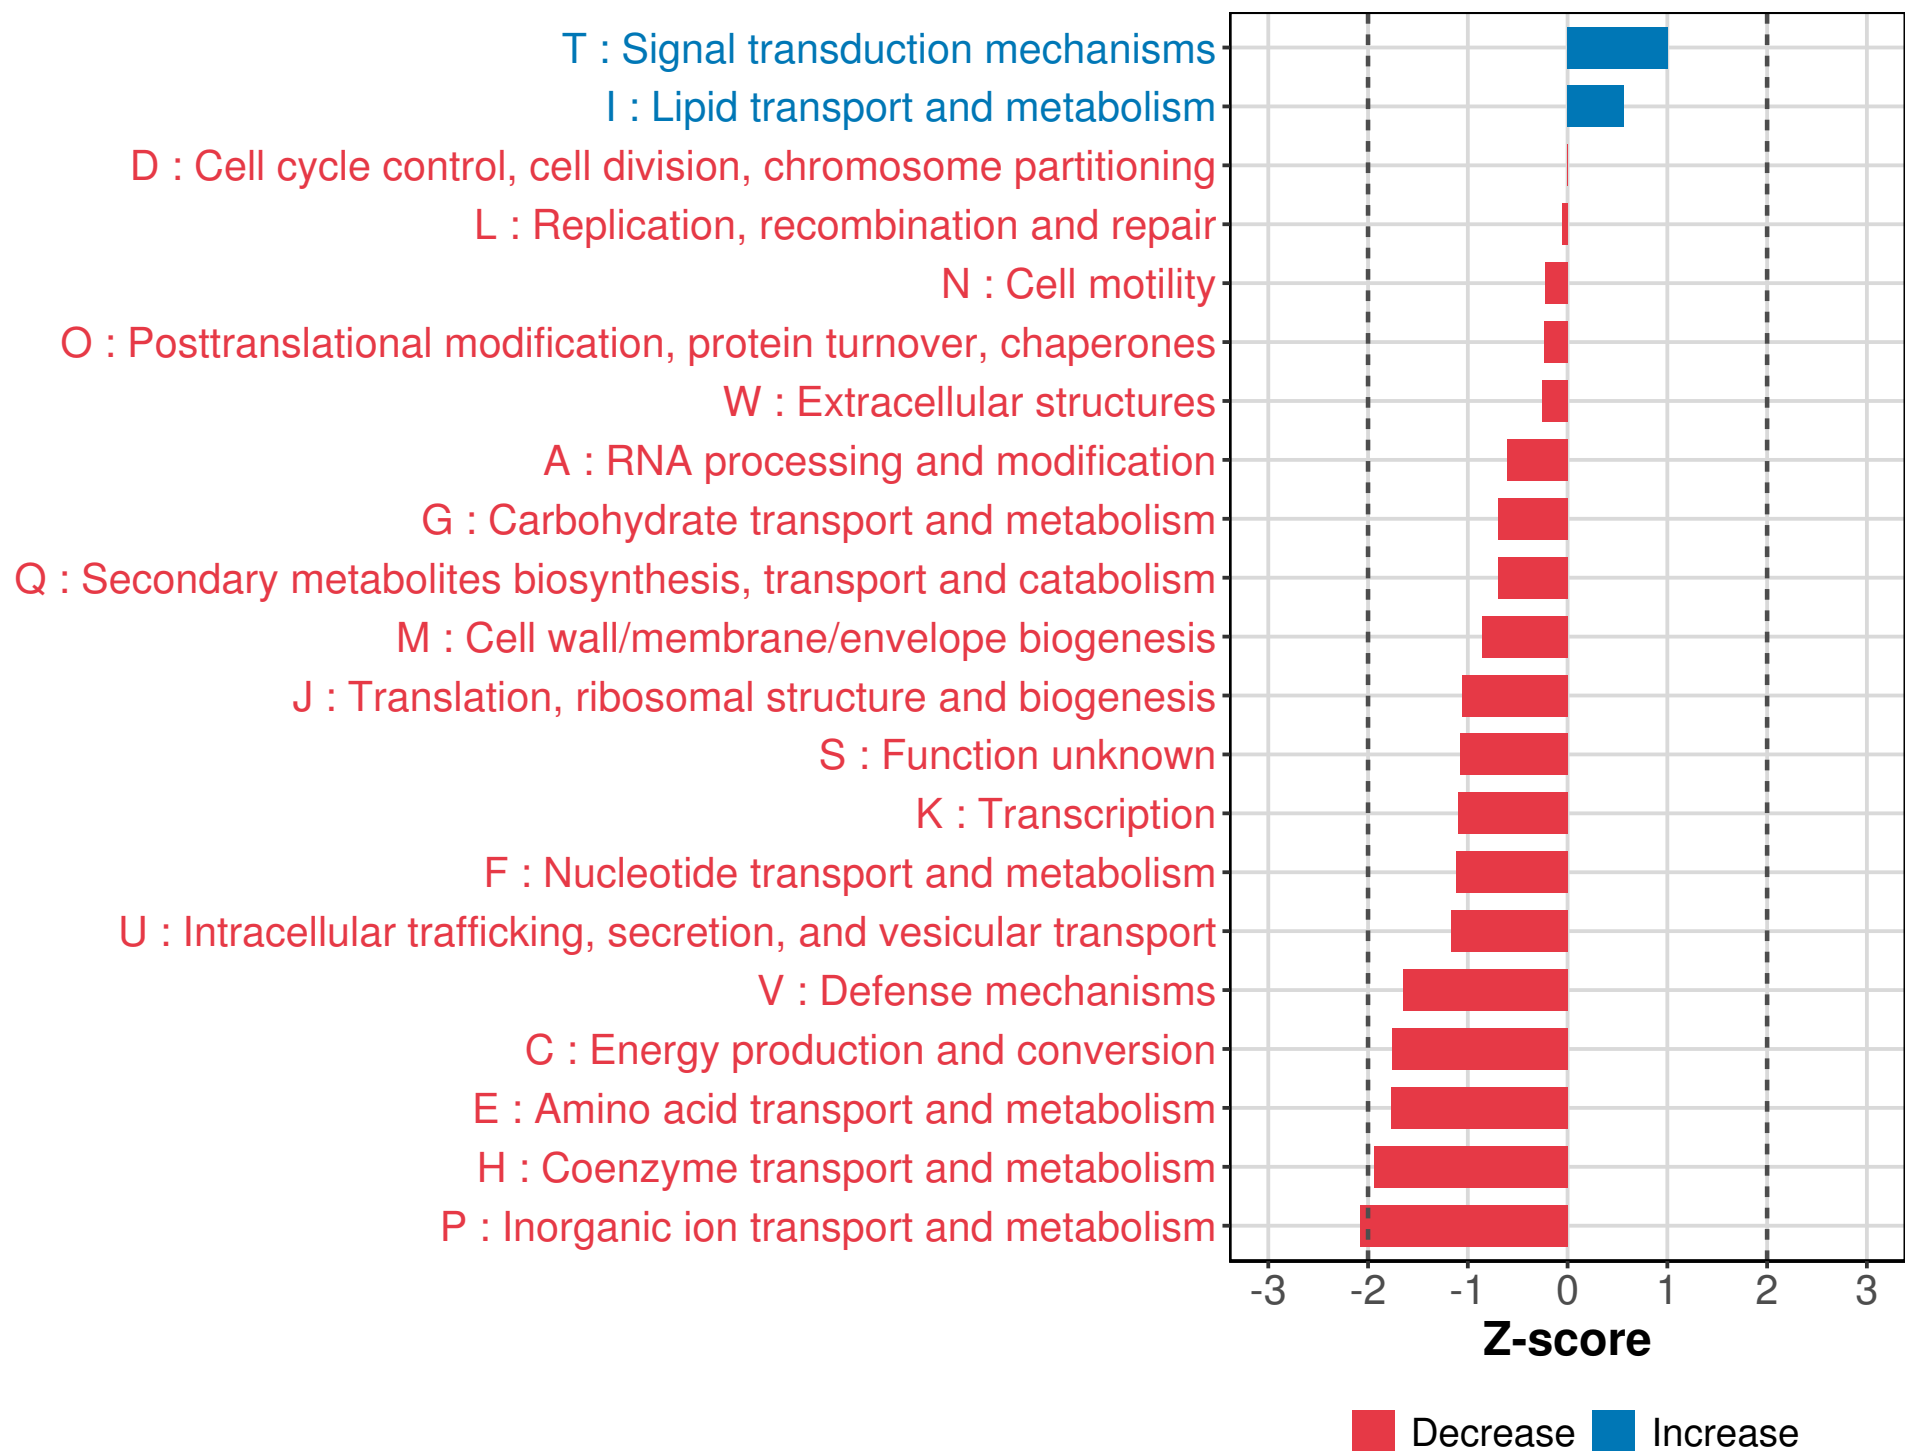 T : Signal transduction mechanisms
I : Lipid transport and metabolism
D : Cell cycle control, cell division, chromosome partitioning
L : Replication, recombination and repair
N : Cell motility
O : Posttranslational modification, protein turnover, chaperones
W : Extracellular structures
A : RNA processing and modification
G : Carbohydrate transport and metabolism
Q : Secondary metabolites biosynthesis, transport and catabolism
M : Cell wall/membrane/envelope biogenesis
J : Translation, ribosomal structure and biogenesis
S : Function unknown
K : Transcription
F : Nucleotide transport and metabolism
U : Intracellular trafficking, secretion, and vesicular transport
V : Defense mechanisms
C : Energy production and conversion
E : Amino acid transport and metabolism
H : Coenzyme transport and metabolism
P : Inorganic ion transport and metabolism
-3 -2 -1 0 1 2 3
Z-score
Decrease Increase